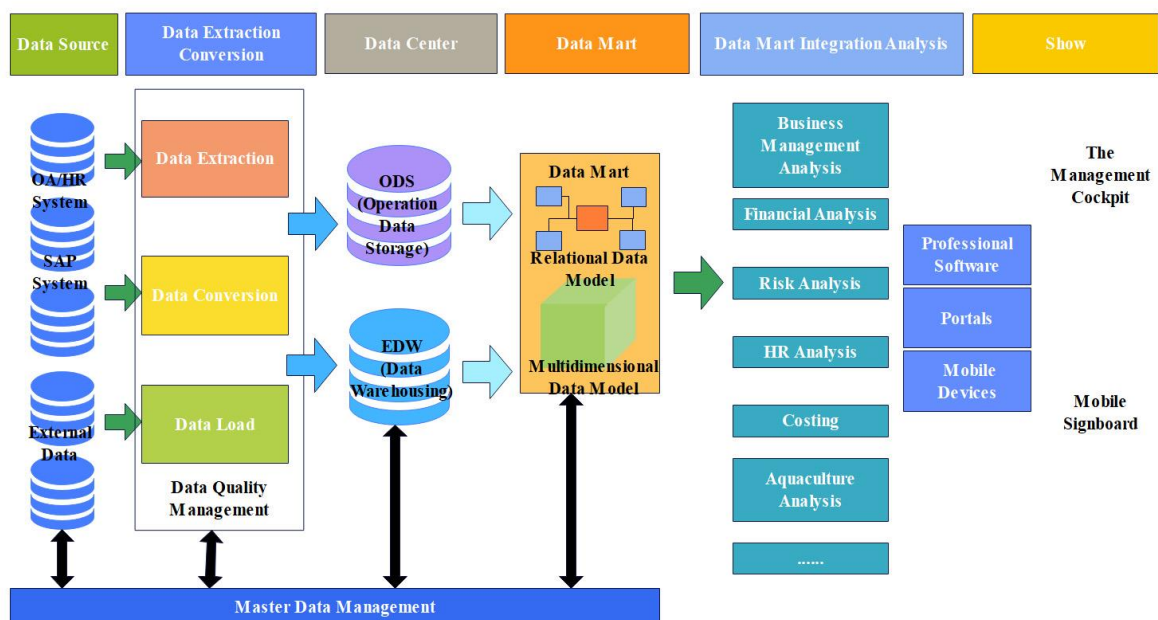 Data Source
Data Extraction
Conversion
Data Center
Data Mart
Data Mart Integration Analysis
Show
OA/HR
System
SAP
System
External
Data
Data Extraction
Data Conversion
Data Load
Data Quality
Management
ODS
(Operation
Data
Storage)
EDW
(Data
Warehousing)
Data Mart
Relational Data
Model
Multidimensional
Data Model
Business
Management
Analysis
Financial Analysis
Risk Analysis
HR Analysis
Costing
Aquaculture
Analysis
......
Professional
Software
Portals
Mobile
Devices
The
Management
Cockpit
Mobile
Signboard
Master Data Management